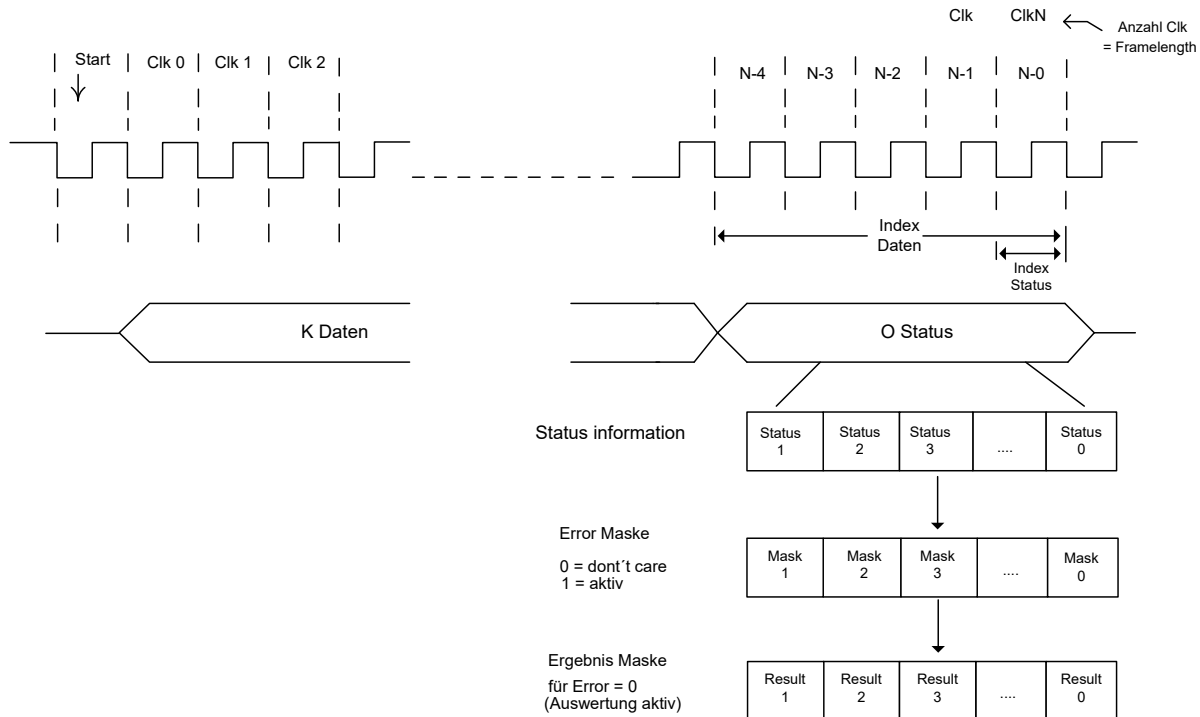 Clk ClkN
Anzahl Clk
= Framelength
Start Clk 0 Clk 1 Clk 2
N-4 N-3 N-2 N-1 N-0
Index
Daten
Index
Status
K Daten
O Status
Status information
Status Status Status Status
1 2 3 .... 0
Error Maske
0 = dont´t care
1 = aktiv
Mask Mask Mask Mask
1 2 3 .... 0
Ergebnis Maske
für Error = 0
(Auswertung aktiv)
Result Result Result Result
1 2 3 .... 0